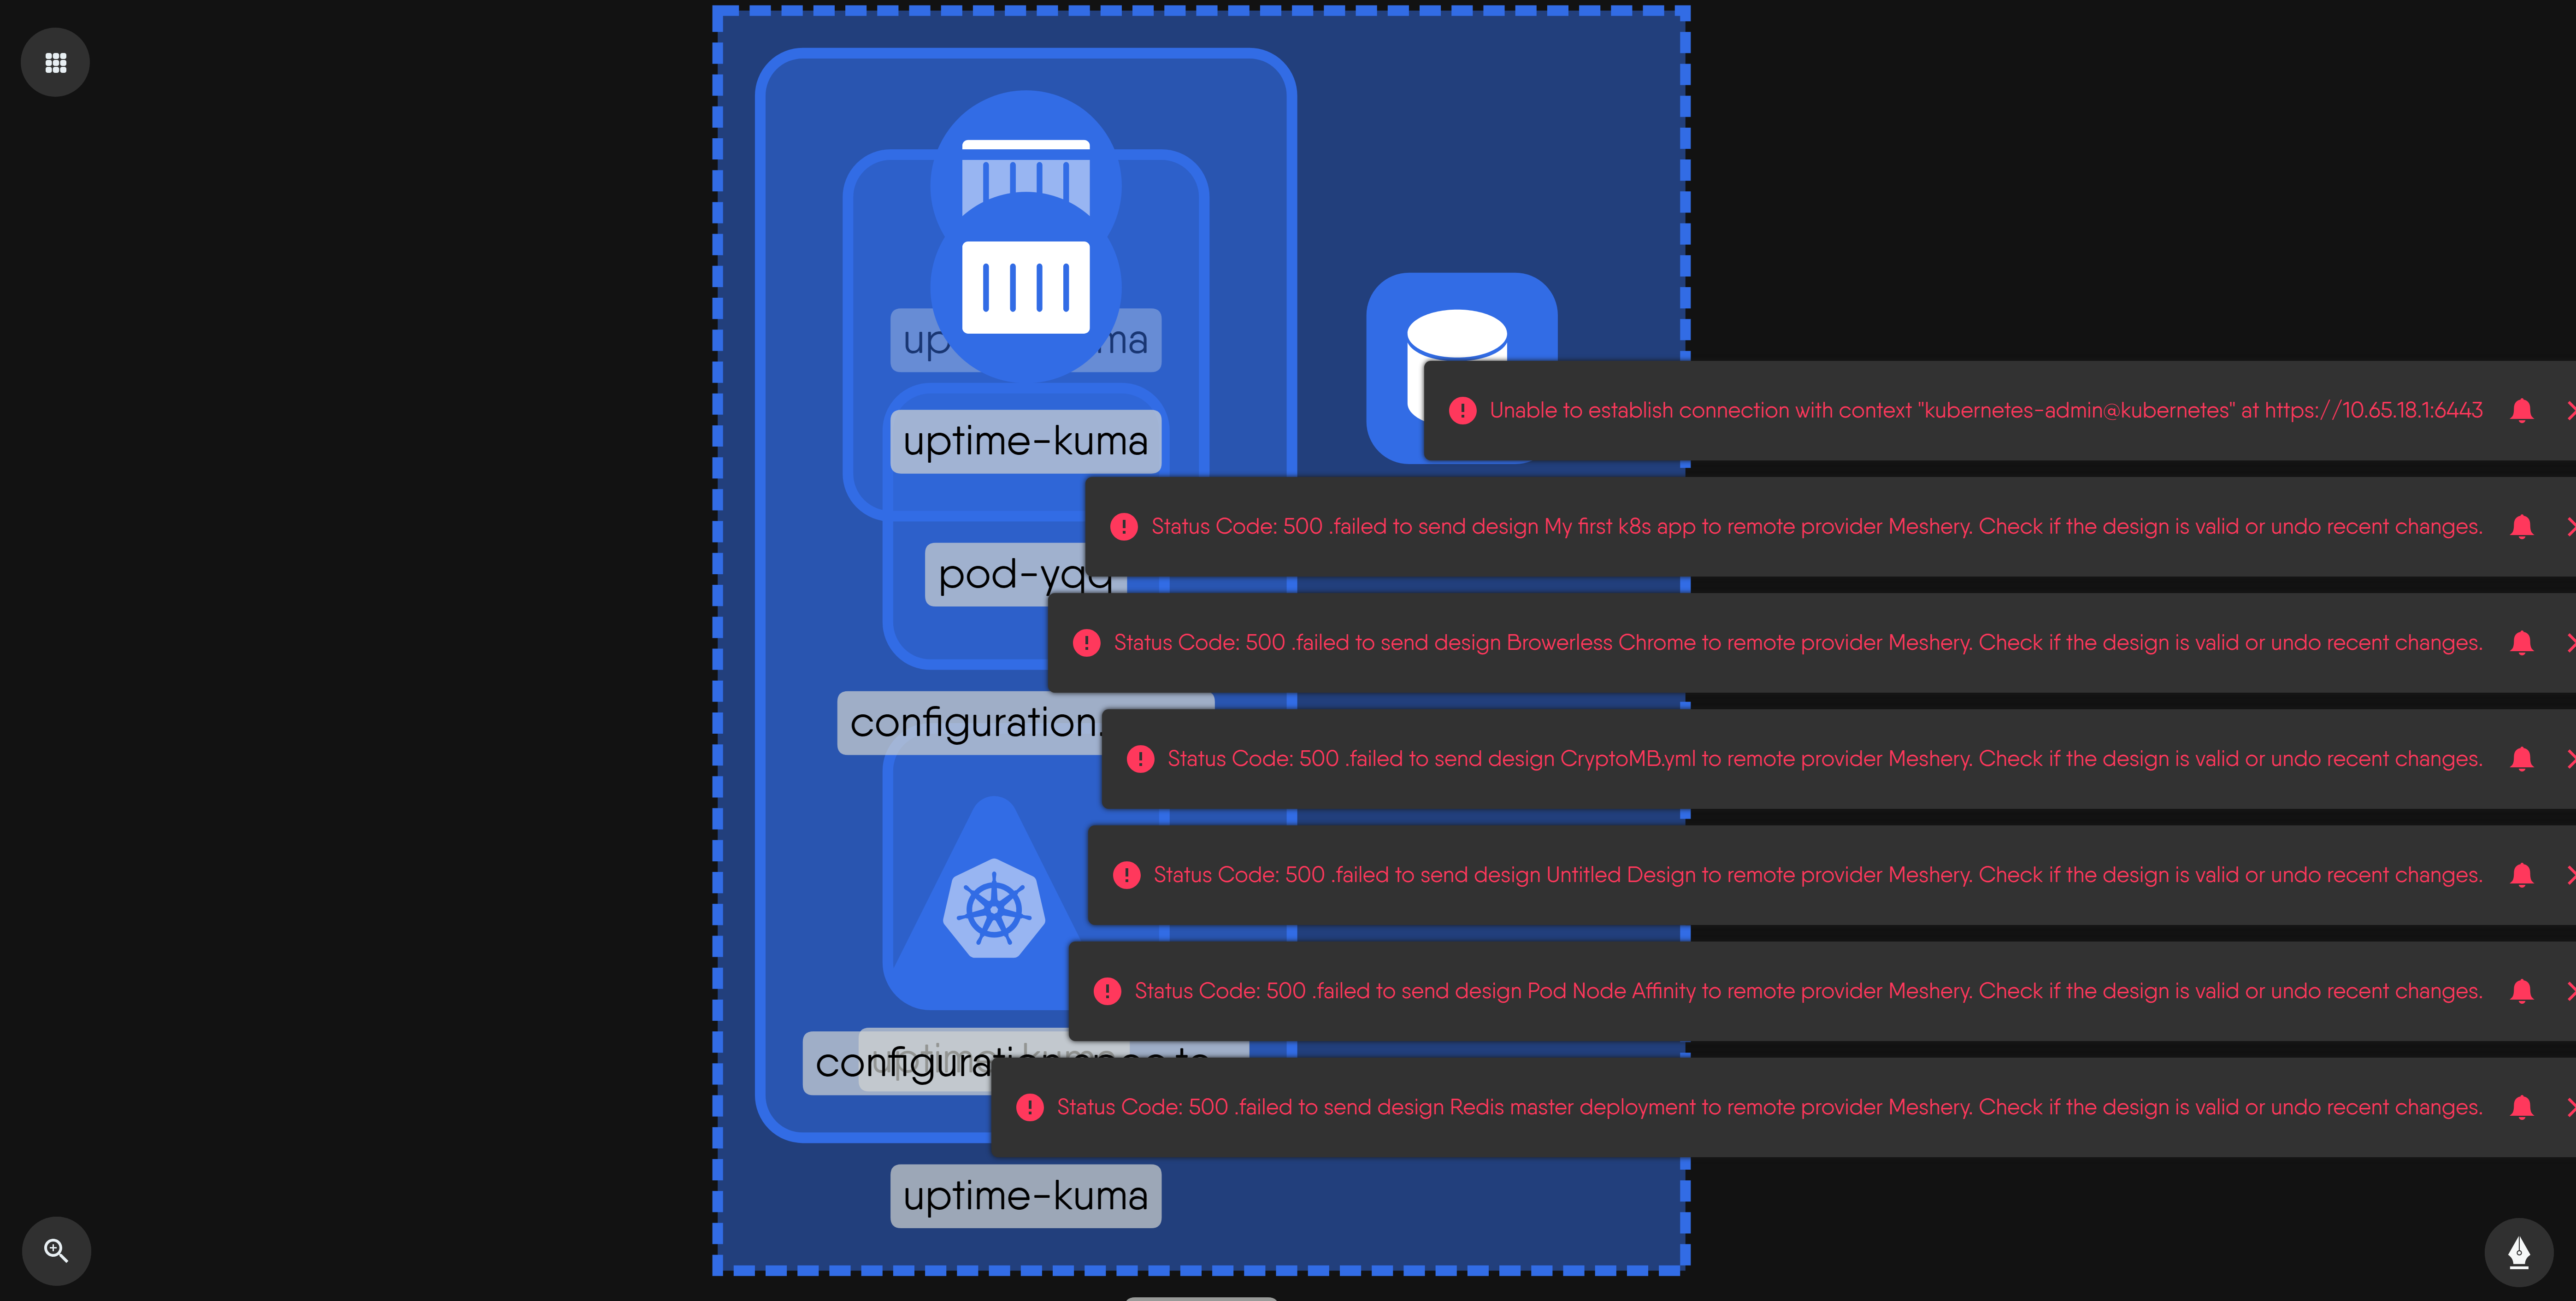 uptime-kuma
Unable to establish connection with context "kubernetes-admin@kubernetes" at https://10.65.18.1:6443
Status Code: 500 .failed to send design My first k8s app to remote provider Meshery. Check if the design is valid or undo recent changes.
Status Code: 500 .failed to send design Browerless Chrome to remote provider Meshery. Check if the design is valid or undo recent changes.
configuration.
Status Code: 500 .failed to send design CryptoMB.yml to remote provider Meshery. Check if the design is valid or undo recent changes.
Status Code: 500 .failed to send design Untitled Design to remote provider Meshery. Check if the design is valid or undo recent changes.
Status Code: 500 .failed to send design Pod Node Affinity to remote provider Meshery. Check if the design is valid or undo recent changes.
Status Code: 500 .failed to send design Redis master deployment to remote provider Meshery. Check if the design is valid or undo recent changes.
uptime-kuma